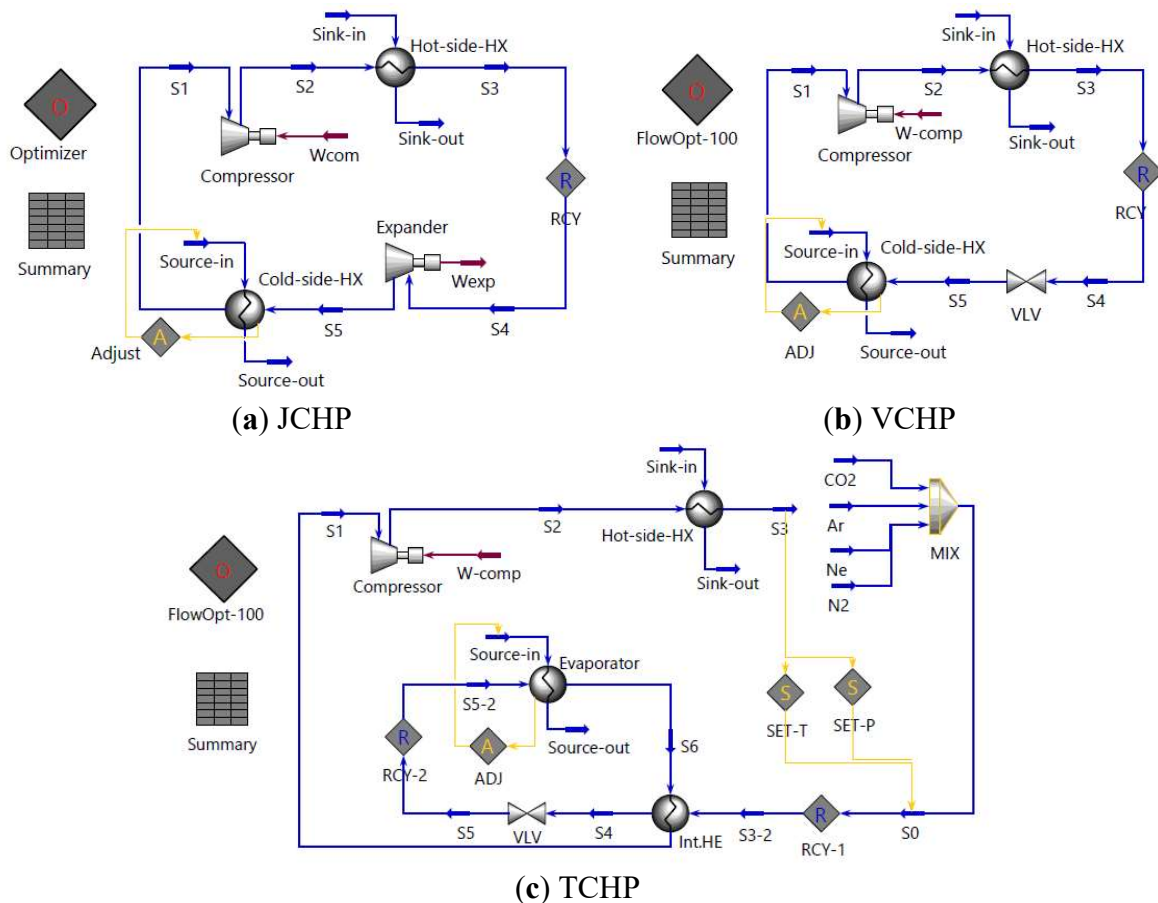 Sink-in
Hot-side-HX
S1
S2
S3
O
Optimizer
Sink-out
Wcom
Compressor
R
RCY
Expander
Summary
Source-in
Cold-side-HX
Wexp
S5
S4
A
Adjust
Source-out
(a) JCHP
Sink-in
Hot-side-HX
S1
S2
S3
O
FlowOpt-100
W-comp
Sink-out
Compressor
R
RCY
Summary
Source-in
Cold-side-HX
S5
S4
VLV
A
ADJ
Source-out
(b) VCHP
Sink-in
CO2
S1
S2
S3
Ar
Hot-side-HX
MIX
Ne
O
W-comp
Sink-out
Compressor
N2
FlowOpt-100
Source-in
Evaporator
S5-2
S
S
SET-T
SET-P
Summary
R
RCY-2
A
ADJ
Source-out
S6
S5
VLV
S4
Int.HE
S3-2
R
RCY-1
S0
(c) TCHP